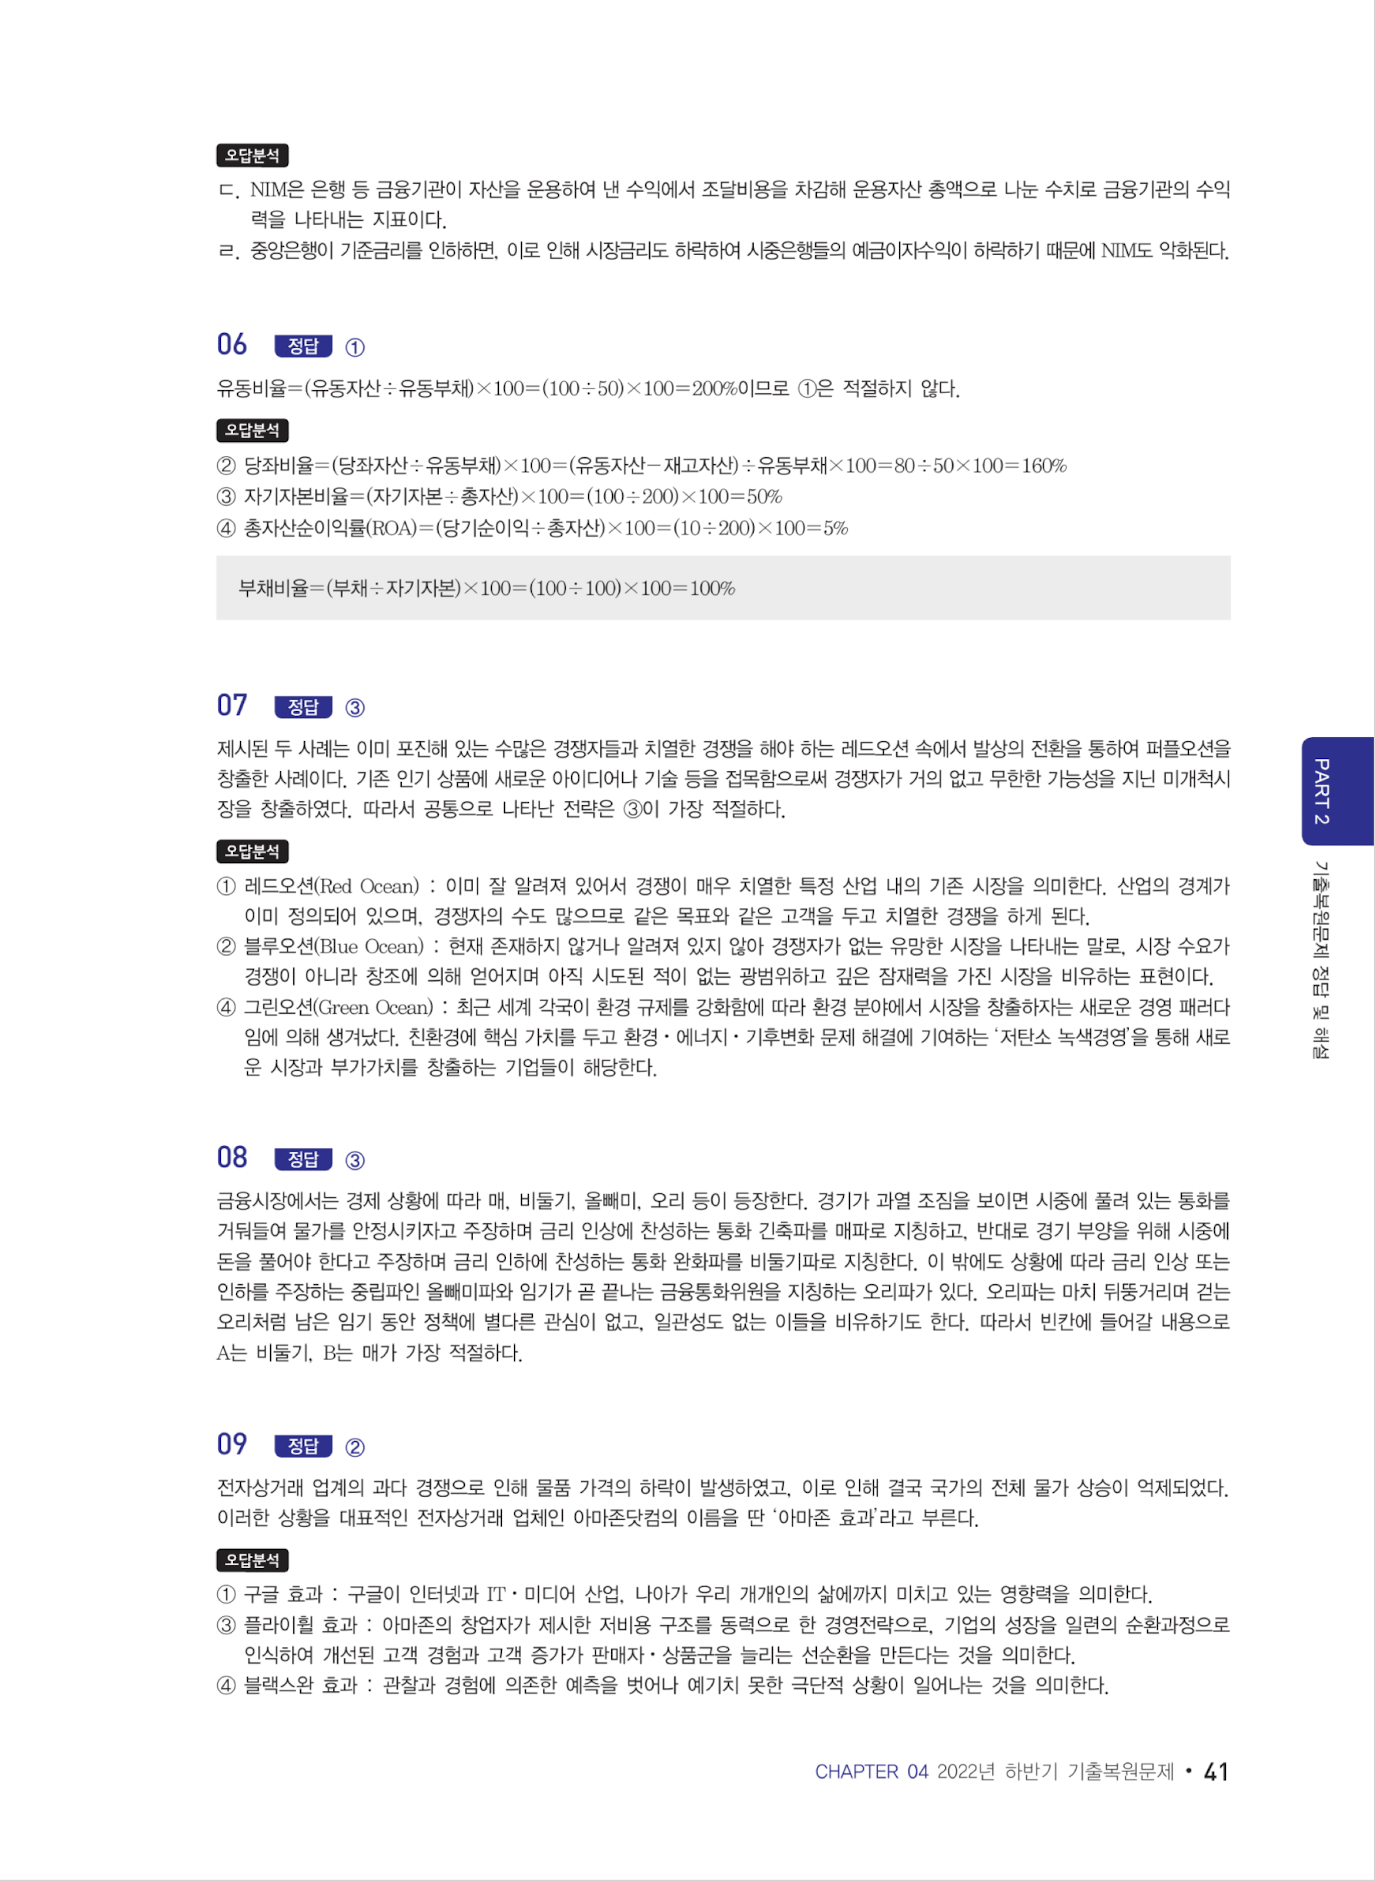 오답분석
ㄷ. NIM은 은행 등 금융기관이 자산을 운용하여 낸 수익에서 조달비용을 차감해 운용자산 총액으로 나눈 수치로 금융기관의 수익
력을 나타내는 지표이다.
ㄹ. 중앙은행이 기준금리를 인하하면, 이로 인해 시장금리도 하락하여 시중은행들의 예금이자수익이 하락하기 때문에 NIM도 악화된다.
06 정답 ①
유동비율=(유동자산÷유동부채)×100=(100÷50)×100=200%이므로 ①은 적절하지 않다.
오답분석
② 당좌비율=(당좌자산÷유동부채)×100=(유동자산-재고자산)÷유동부채×100=80÷50×100=160%
③ 자기자본비율=(자기자본÷총자산)×100=(100÷200)×100=50%
④ 총자산순이익률(ROA)=(당기순이익÷총자산)×100=(10÷200)×100=5%
부채비율=(부채÷자기자본)×100=(100÷100)×100=100%
07 정답 ③
제시된 두 사례는 이미 포진해 있는 수많은 경쟁자들과 치열한 경쟁을 해야 하는 레드오션 속에서 발상의 전환을 통하여 퍼플오션을
창출한 사례이다. 기존 인기 상품에 새로운 아이디어나 기술 등을 접목함으로써 경쟁자가 거의 없고 무한한 가능성을 지닌 미개척시
장을 창출하였다. 따라서 공통으로 나타난 전략은 ③이 가장 적절하다.
오답분석
① 레드오션(Red Ocean) : 이미 잘 알려져 있어서 경쟁이 매우 치열한 특정 산업 내의 기존 시장을 의미한다. 산업의 경계가
이미 정의되어 있으며, 경쟁자의 수도 많으므로 같은 목표와 같은 고객을 두고 치열한 경쟁을 하게 된다.
② 블루오션(Blue Ocean) : 현재 존재하지 않거나 알려져 있지 않아 경쟁자가 없는 유망한 시장을 나타내는 말로, 시장 수요가
경쟁이 아니라 창조에 의해 얻어지며 아직 시도된 적이 없는 광범위하고 깊은 잠재력을 가진 시장을 비유하는 표현이다.
④ 그린오션(Green Ocean) : 최근 세계 각국이 환경 규제를 강화함에 따라 환경 분야에서 시장을 창출하자는 새로운 경영 패러다
임에 의해 생겨났다. 친환경에 핵심 가치를 두고 환경·에너지·기후변화 문제 해결에 기여하는 ‘저탄소 녹색경영’을 통해 새로
운 시장과 부가가치를 창출하는 기업들이 해당한다.
08 정답 ③
금융시장에서는 경제 상황에 따라 매, 비둘기, 올빼미, 오리 등이 등장한다. 경기가 과열 조짐을 보이면 시중에 풀려 있는 통화를
거둬들여 물가를 안정시키자고 주장하며 금리 인상에 찬성하는 통화 긴축파를 매파로 지칭하고, 반대로 경기 부양을 위해 시중에
돈을 풀어야 한다고 주장하며 금리 인하에 찬성하는 통화 완화파를 비둘기파로 지칭한다. 이 밖에도 상황에 따라 금리 인상 또는
인하를 주장하는 중립파인 올빼미파와 임기가 곧 끝나는 금융통화위원을 지칭하는 오리파가 있다. 오리파는 마치 뒤뚱거리며 걷는
오리처럼 남은 임기 동안 정책에 별다른 관심이 없고, 일관성도 없는 이들을 비유하기도 한다. 따라서 빈칸에 들어갈 내용으로
A는 비둘기, B는 매가 가장 적절하다.
09 정답 ②
전자상거래 업계의 과다 경쟁으로 인해 물품 가격의 하락이 발생하였고, 이로 인해 결국 국가의 전체 물가 상승이 억제되었다.
이러한 상황을 대표적인 전자상거래 업체인 아마존닷컴의 이름을 딴 ‘아마존 효과’라고 부른다.
오답분석
① 구글 효과 : 구글이 인터넷과 IT·미디어 산업, 나아가 우리 개개인의 삶에까지 미치고 있는 영향력을 의미한다.
③ 플라이휠 효과 : 아마존의 창업자가 제시한 저비용 구조를 동력으로 한 경영전략으로, 기업의 성장을 일련의 순환과정으로
인식하여 개선된 고객 경험과 고객 증가가 판매자·상품군을 늘리는 선순환을 만든다는 것을 의미한다.
④ 블랙스완 효과 : 관찰과 경험에 의존한 예측을 벗어나 예기치 못한 극단적 상황이 일어나는 것을 의미한다.
PART 2
기출복원문제 정답 및 해설
CHAPTER 04 2022년 하반기 기출복원문제 • 41